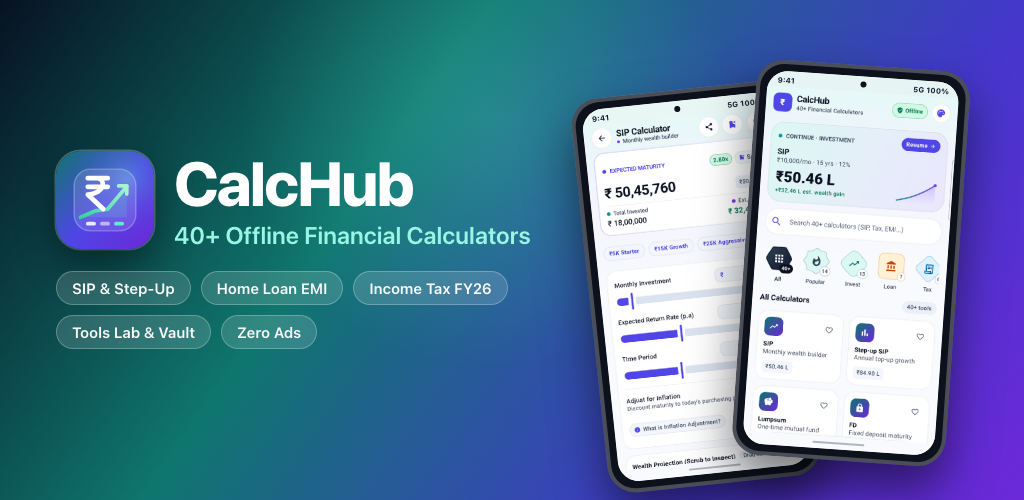 CalcHub
40+ Offline Financial Calculators
SIP & Step-Up
Home Loan EMI
Income Tax FY26
Tools Lab & Vault
Zero Ads
9:41
5G 100%
SIP Calculator
Monthly wealth builder
EXPECTED MATURITY
2.80x
₹ 50,45,760
Total Invested
₹ 18,00,000
₹5K Starter
₹15K Growth
₹25K Aggressive
Monthly Investment
₹
Expected Return Rate (p.a)
Time Period
Adjust for Inflation
Discount maturity to today's purchasing
What is Inflation Adjustment?
Wealth Projection (Scrub to Inspect)
9:41
5G 100%
₹
CalcHub
40+ Financial Calculators
Offline
CONTINUE · INVESTMENT
Resume →
SIP
₹10,000/mo · 15 yrs · 12%
₹50.46 L
+₹32.46 L est. wealth gain
Search 40+ calculators (SIP, Tax, EMI...)
40+
14
13
7
All
Popular
Invest
Loan
Tax
All Calculators
40+ tools
SIP
Monthly wealth builder
₹50.46 L
Step-up SIP
Annual top-up growth
₹84.90 L
Lumpsum
One-time mutual fund
FD
Fixed deposit maturity